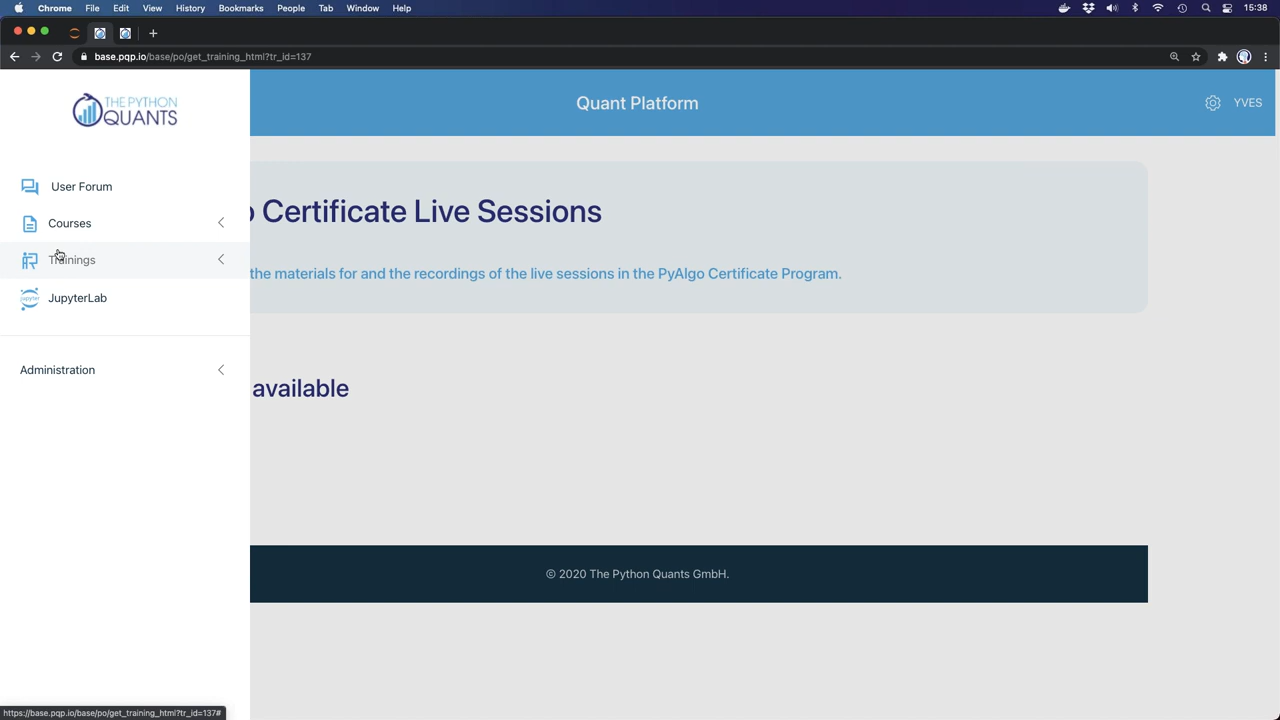 Chrome File Edit View History Bookmarks People Tab Window Help 15:38
base.pqp.io/base/po/get_training_html?tr_id=137
THE PYTHON
QUANTS
Quant Platform
YVES
User Forum
Courses
Trainings
JupyterLab
Administration
Certificate Live Sessions
the materials for and the recordings of the live sessions in the PyAlgo Certificate Program.
available
© 2020 The Python Quants GmbH.
https://base.pqp.io/base/po/get_training_html?tr_id=137#